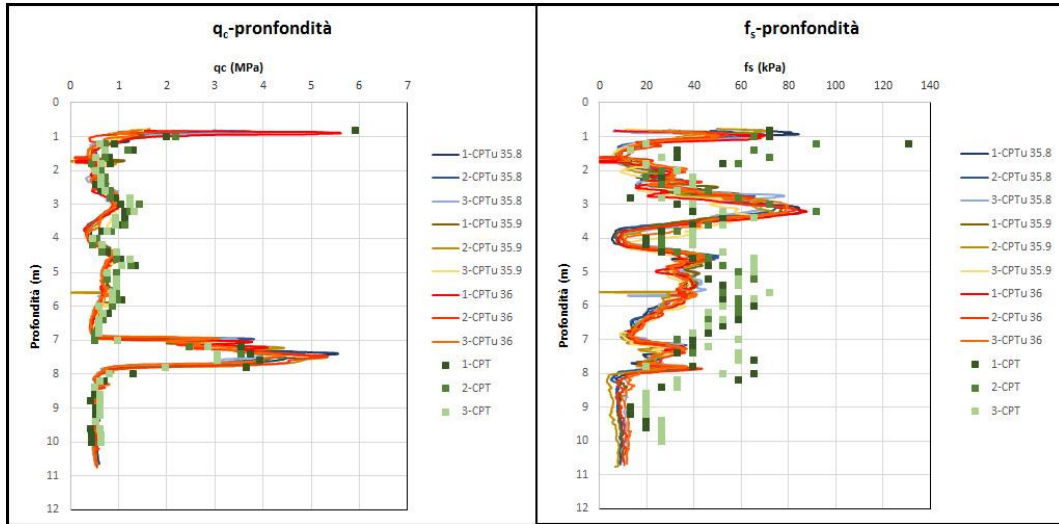 qc-pronfondità
qc (MPa)
0 1 2 3 4 5 6 7
Profondità (m)
0
1
2
3
4
5
6
7
8
9
10
11
12
1-CPTu 35.8
2-CPTu 35.8
3-CPTu 35.8
1-CPTu 35.9
2-CPTu 35.9
3-CPTu 35.9
1-CPTu 36
2-CPTu 36
3-CPTu 36
1-CPT
2-CPT
3-CPT
fs-pronfondità
fs (kPa)
0 20 40 60 80 100 120 140
Profondità (m)
0
1
2
3
4
5
6
7
8
9
10
11
12
1-CPTu 35.8
2-CPTu 35.8
3-CPTu 35.8
1-CPTu 35.9
2-CPTu 35.9
3-CPTu 35.9
1-CPTu 36
2-CPTu 36
3-CPTu 36
1-CPT
2-CPT
3-CPT